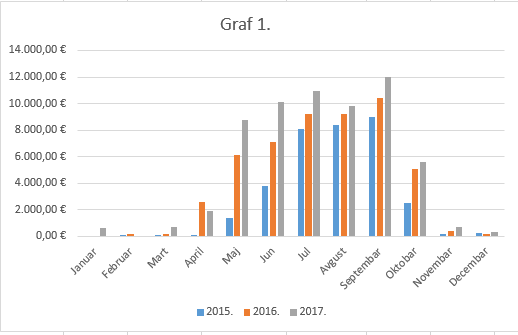 Graf 1.
14.000,00 €
12.000,00 €
10.000,00 €
8.000,00 €
6.000,00 €
4.000,00 €
2.000,00 €
0,00 €
Januar
Februar
Mart
April
Maj
Jun
Jul
Avgust
Septembar
Oktobar
Novembar
Decembar
2015.
2016.
2017.